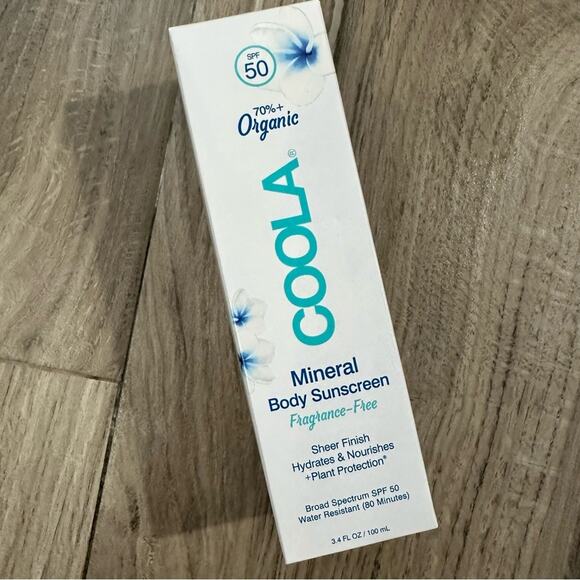 SPF
50
70%+
Organic
COOLA®
Mineral
Body Sunscreen
Fragrance-Free
Sheer Finish
Hydrates & Nourishes
+Plant Protection®
Broad Spectrum SPF 50
Water Resistant (80 Minutes)
3.4 FL OZ / 100 mL